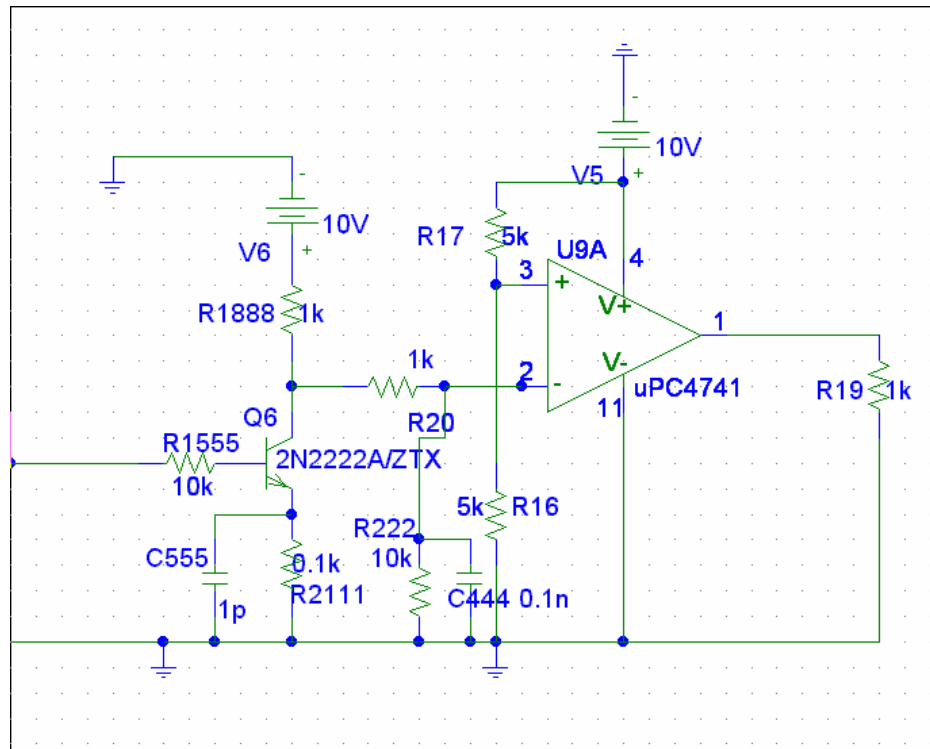 -
-
10V
V5
+
-
10V
V6
+
R17
5k
U9A
4
3
+
V+
R1888
1k
1
1k
2
-
V-
uPC4741
11
R19
1k
R20
Q6
R1555
2N2222A/ZTX
10k
5k
R16
R222
10k
C555
0.1k
R2111
C444
0.1n
1p